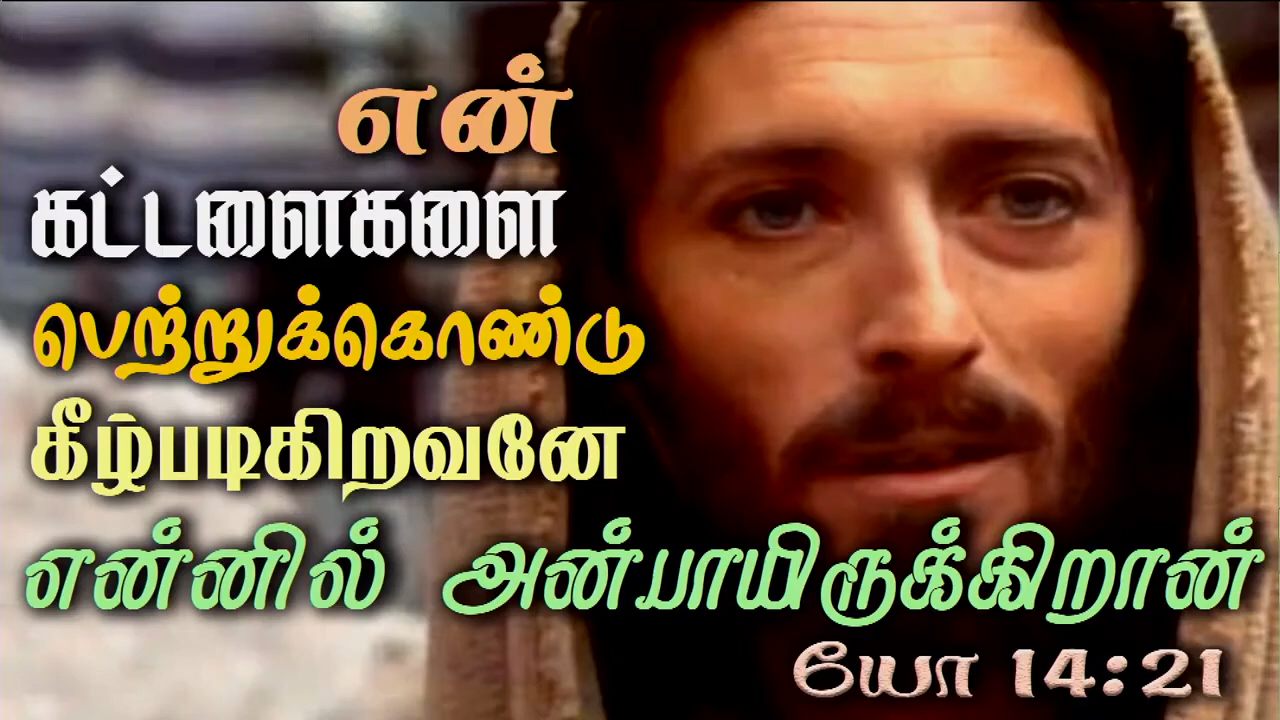 என்
கட்டளைகளை
பெற்றுக்கொண்டு
கீழ்படிகிறவனே
என்னில் அன்பாயிருக்கிறான்
யோ 14:21